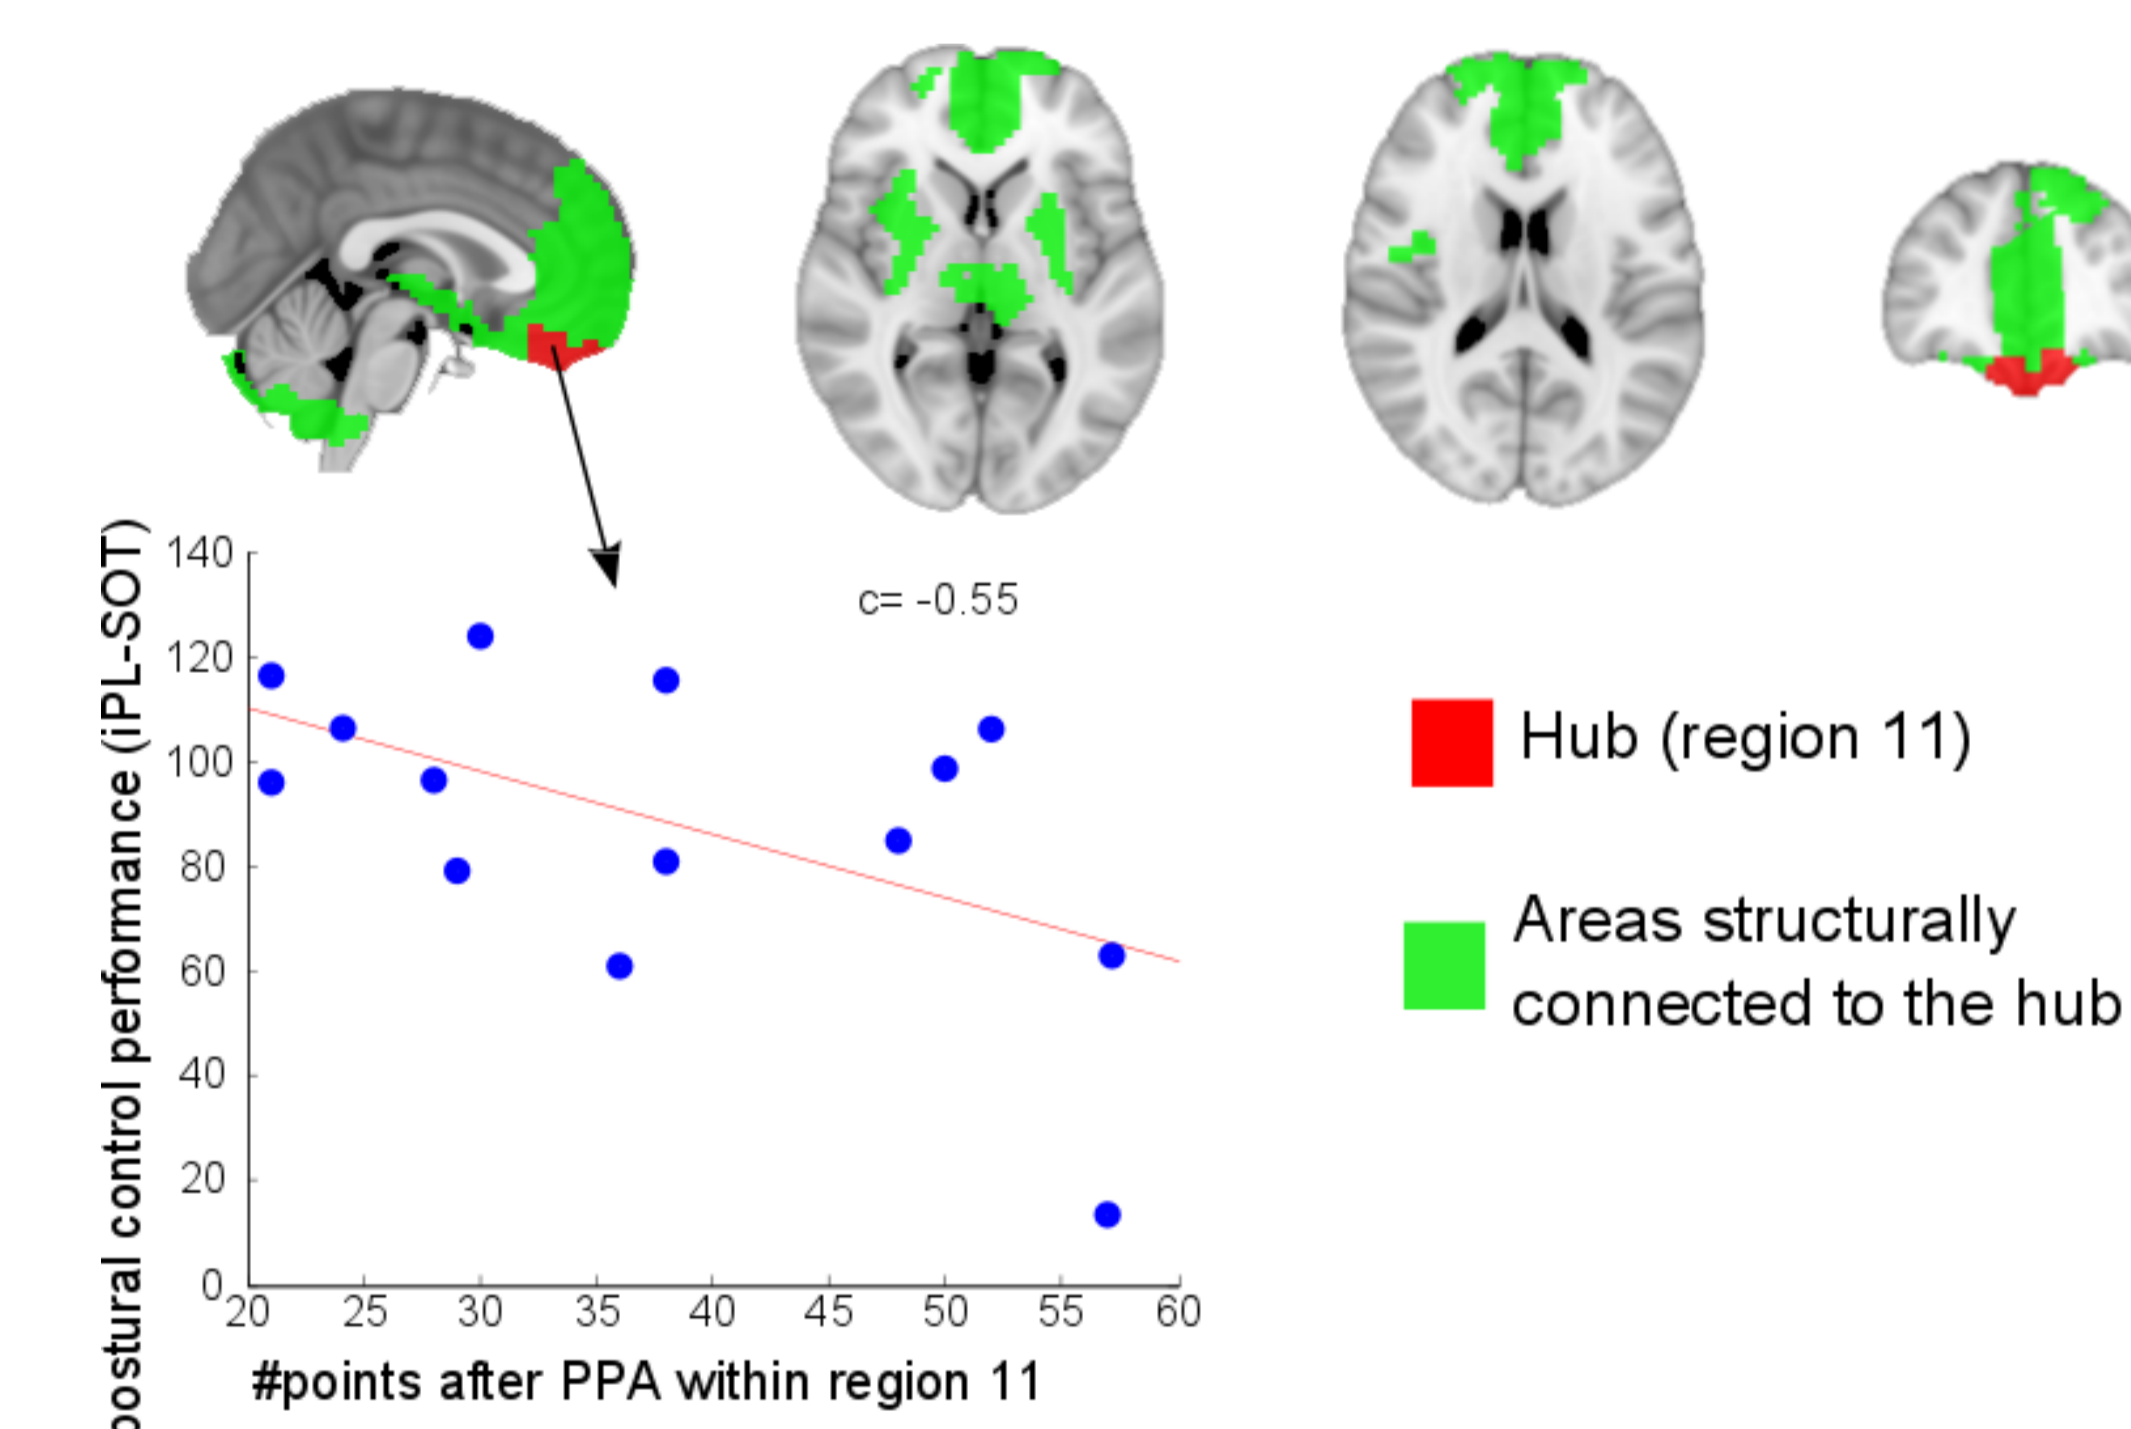 postural control perfomance (iPL-SOT)
140
120
100
80
60
40
20
0
c= -0.55
20 25 30 35 40 45 50 55 60
#points after PPA within region 11
Hub (region 11)
Areas structurally
connected to the hub